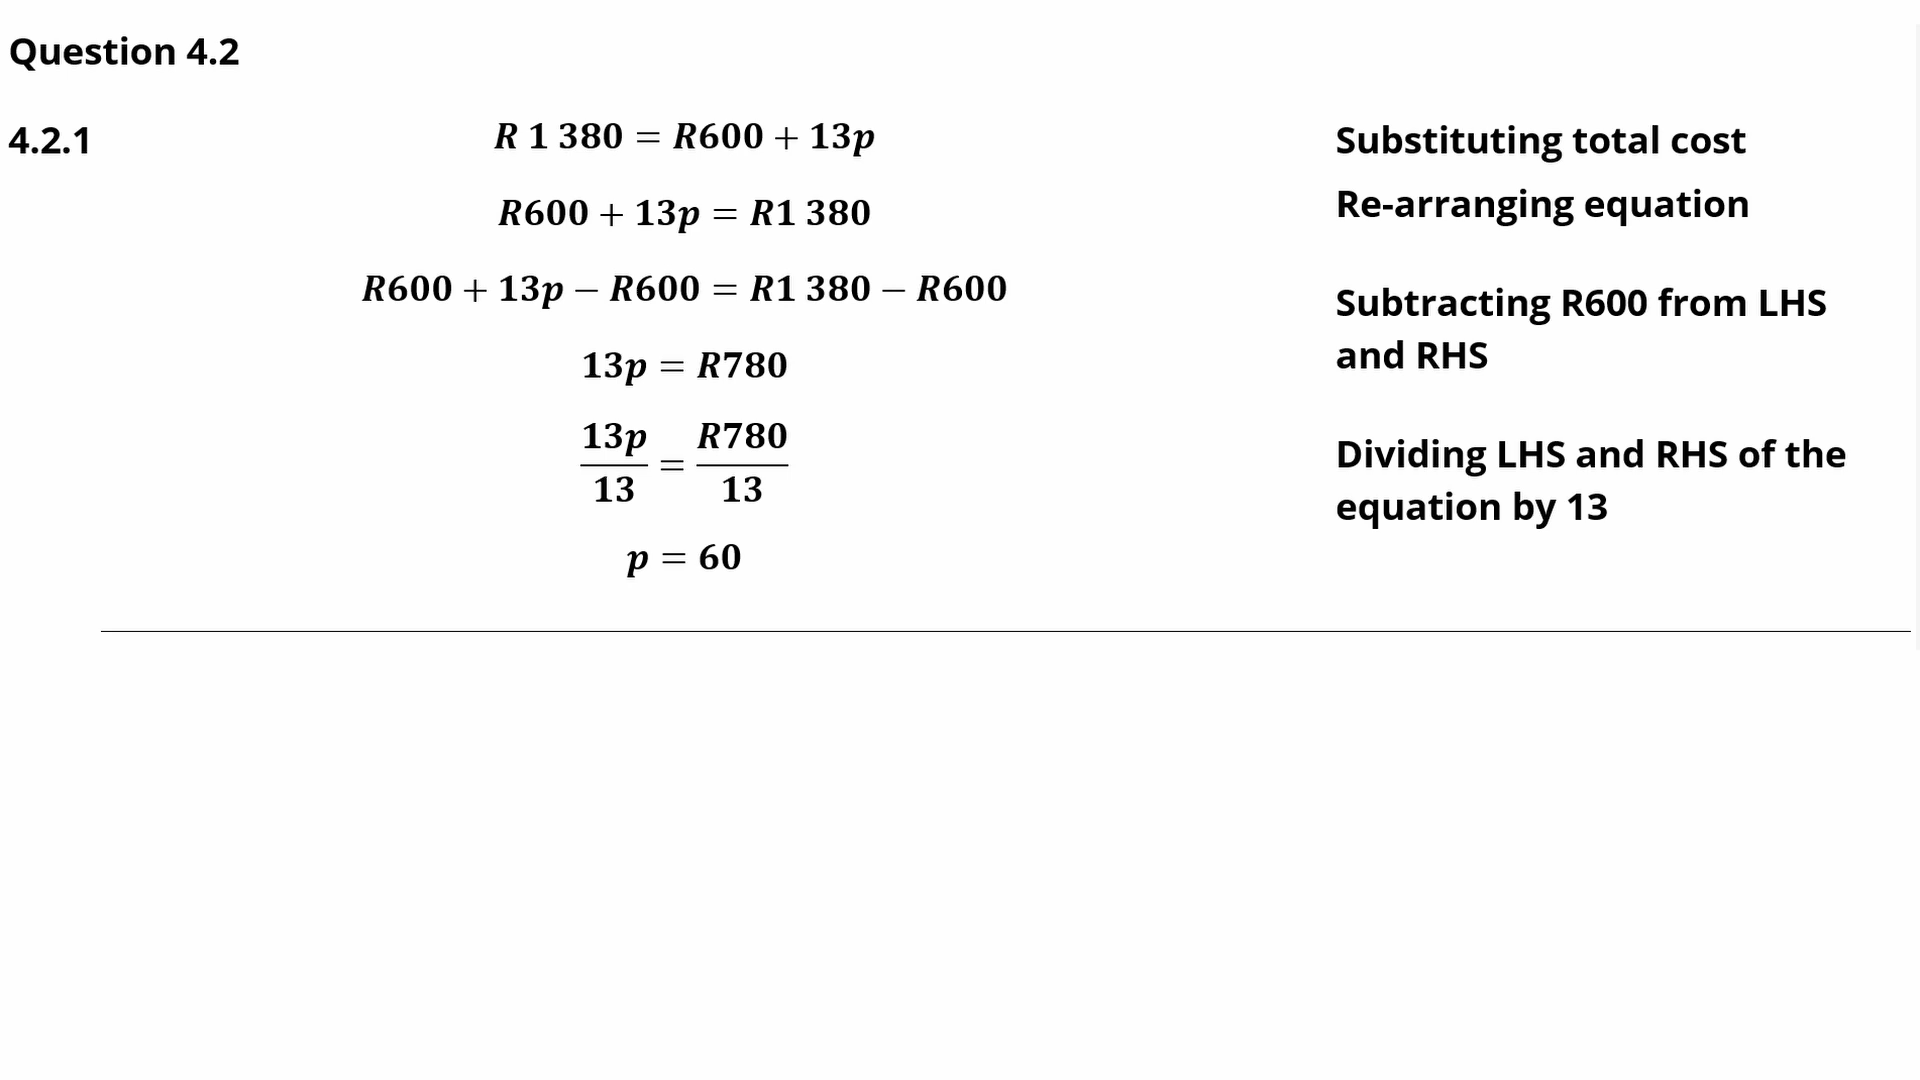 Question 4.2
4.2.1
R 1 380 = R600 + 13p
Substituting total cost
R600 + 13p = R1 380
Re-arranging equation
R600 + 13p − R600 = R1 380 − R600
Subtracting R600 from LHS
and RHS
13p = R780
13p/13 = R780/13
Dividing LHS and RHS of the
equation by 13
p = 60